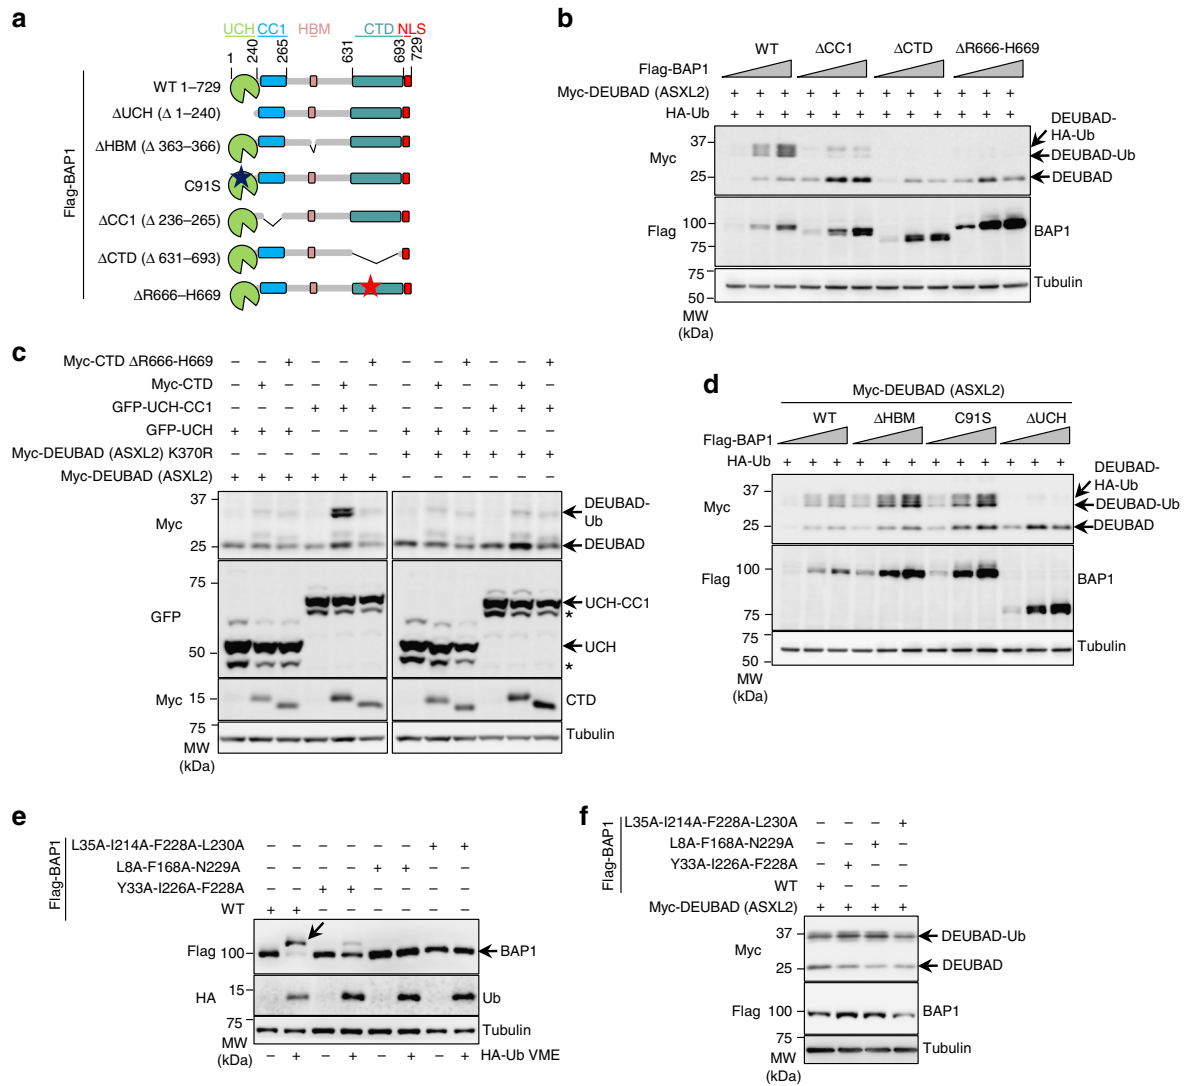 a
UCH CC1 HBM CTD NLS
1 240 265 631 693 729
Flag-BAP1
WT 1–729
ΔUCH (Δ 1–240)
ΔHBM (Δ 363–366)
C91S
ΔCC1 (Δ 236–265)
ΔCTD (Δ 631–693)
ΔR666–H669
b
WT ΔCC1 ΔCTD ΔR666-H669
Flag-BAP1
Myc-DEUBAD (ASXL2) + + + + + + + + + + + +
HA-Ub + + + + + + + + + + + +
Myc 37 25
DEUBAD-HA-Ub
DEUBAD-Ub
DEUBAD
Flag 100 75 BAP1
75 50 Tubulin
MW (kDa)
c
Myc-CTD ΔR666-H669 – – + – – + – – + – – +
Myc-CTD – + – – + – – + – – + –
GFP-UCH-CC1 – – – + + + – – – + + +
GFP-UCH + + + – – – + + + – – –
Myc-DEUBAD (ASXL2) K370R – – – – – – + + + + + +
Myc-DEUBAD (ASXL2) + + + + + + – – – – – –
Myc 37 25
DEUBAD-Ub
DEUBAD
GFP 75 50
UCH-CC1
*
UCH
*
Myc 15 CTD
75 Tubulin
MW (kDa)
d
Myc-DEUBAD (ASXL2)
WT ΔHBM C91S ΔUCH
Flag-BAP1
HA-Ub + + + + + + + + + + + +
Myc 37 25
DEUBAD-HA-Ub
DEUBAD-Ub
DEUBAD
Flag 100 75 BAP1
75 50 Tubulin
MW (kDa)
e
Flag-BAP1
L35A-I214A-F228A-L230A – – – – – – + +
L8A-F168A-N229A – – – – + + – –
Y33A-I226A-F228A – – + + – – – –
WT + + – – – – – –
Flag 100 BAP1
HA 15 Ub
75 Tubulin
MW (kDa)
– + – + – + – + HA-Ub VME
f
Flag-BAP1
L35A-I214A-F228A-L230A – – – +
L8A-F168A-N229A – – + –
Y33A-I226A-F228A – + – –
WT + – – –
Myc-DEUBAD (ASXL2) + + + +
Myc 37 25
DEUBAD-Ub
DEUBAD
Flag 100 BAP1
75 Tubulin
MW (kDa)